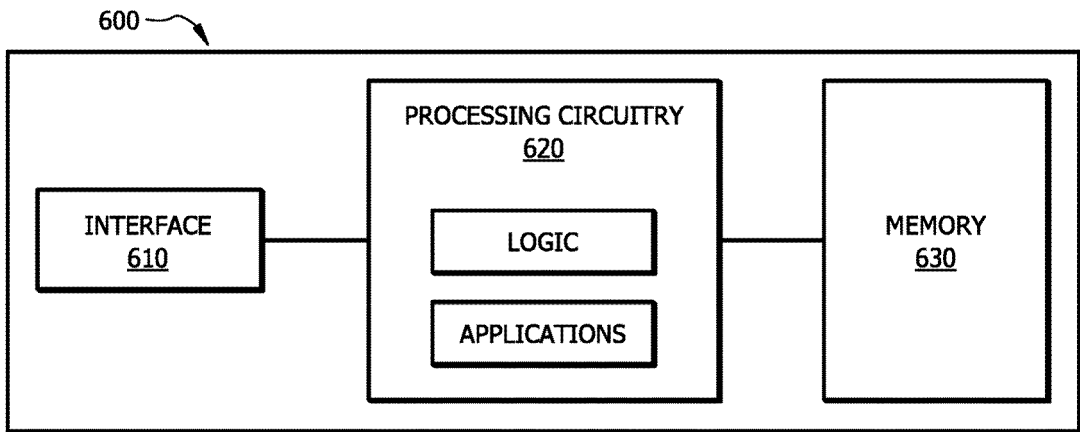 600
PROCESSING CIRCUITRY
620
INTERFACE
610
LOGIC
APPLICATIONS
MEMORY
630